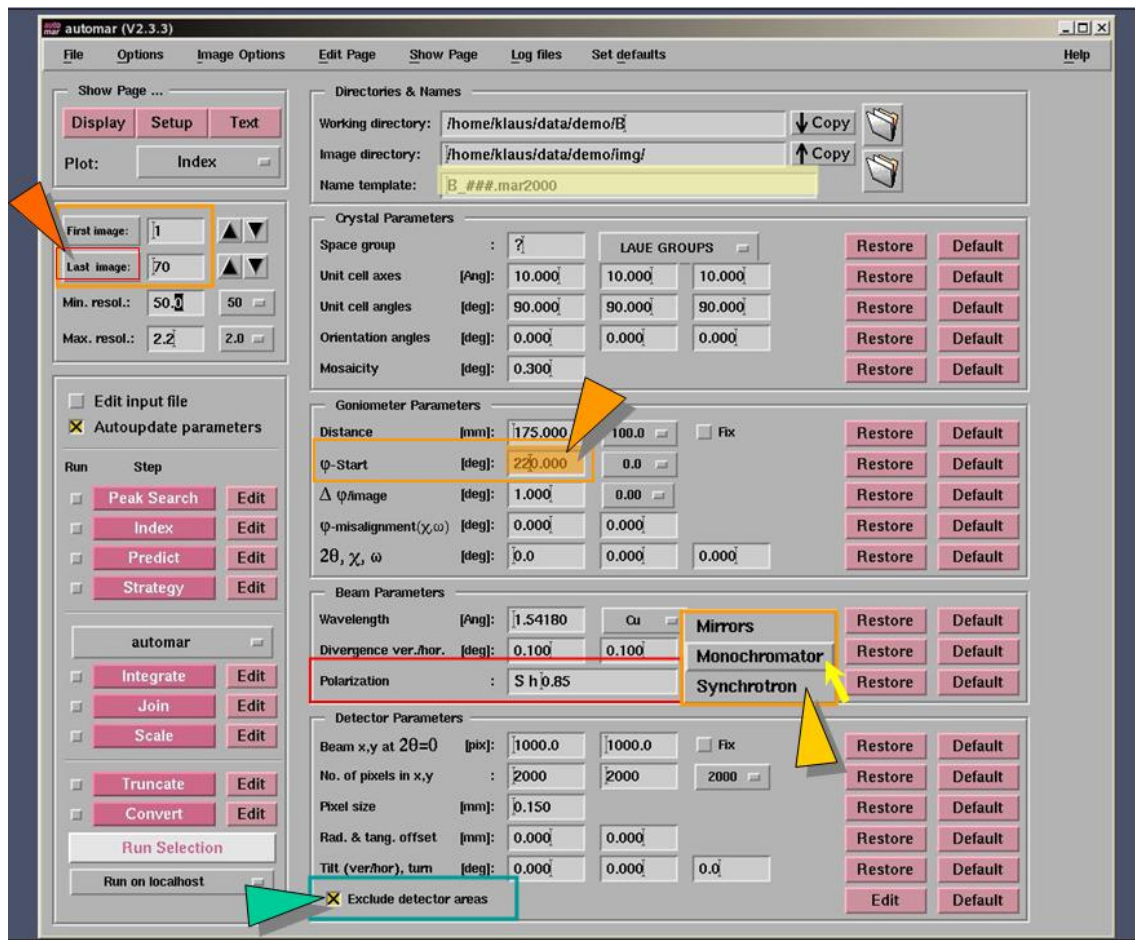 auto mar automar (V2.3.3)
File Options Image Options Edit Page Show Page Log files Set defaults Help
Show Page ...
Display Setup Text
Plot: Index
First image: 1
Last image: 70
Min. resol.: 50.0 50
Max. resol.: 2.2 2.0
Edit input file
Autoupdate parameters
Run Step
Peak Search Edit
Index Edit
Predict Edit
Strategy Edit
automar
Integrate Edit
Join Edit
Scale Edit
Truncate Edit
Convert Edit
Run Selection
Run on localhost
Directories & Names
Working directory: /home/klaus/data/demo/B Copy
Image directory: /home/klaus/data/demo/img/ Copy
Name template: B_###.mar2000
Crystal Parameters
Space group : ? LAUE GROUPS Restore Default
Unit cell axes [Ang]: 10.000 10.000 10.000 Restore Default
Unit cell angles [deg]: 90.000 90.000 90.000 Restore Default
Orientation angles [deg]: 0.000 0.000 0.000 Restore Default
Mosaicity [deg]: 0.300 Restore Default
Goniometer Parameters
Distance [mm]: 175.000 100.0 Fix Restore Default
φ-Start [deg]: 220.000 0.0 Restore Default
Δ φ/image [deg]: 1.000 0.00 Restore Default
φ-misalignment(χ,ω) [deg]: 0.000 0.000 Restore Default
2θ, χ, ω [deg]: 0.0 0.000 0.000 Restore Default
Beam Parameters
Wavelength [Ang]: 1.54180 Cu Restore Default
Divergence ver./hor. [deg]: 0.100 0.100 Restore Default
Polarization : S h 0.85 Restore Default
Mirrors
Monochromator
Synchrotron
Detector Parameters
Beam x,y at 2θ=0 [pix]: 1000.0 1000.0 Fix Restore Default
No. of pixels in x,y : 2000 2000 2000 Restore Default
Pixel size [mm]: 0.150 Restore Default
Rad. & tang. offset [mm]: 0.000 0.000 Restore Default
Tilt (ver/hor), turn [deg]: 0.000 0.000 0.0 Restore Default
Exclude detector areas Edit Default